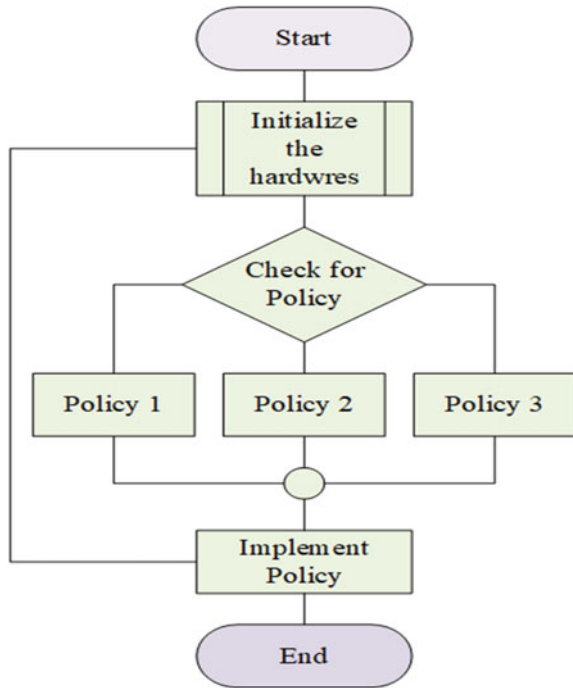 Start
Initialize
the
hardwres
Check for
Policy
Policy 1
Policy 2
Policy 3
Implement
Policy
End